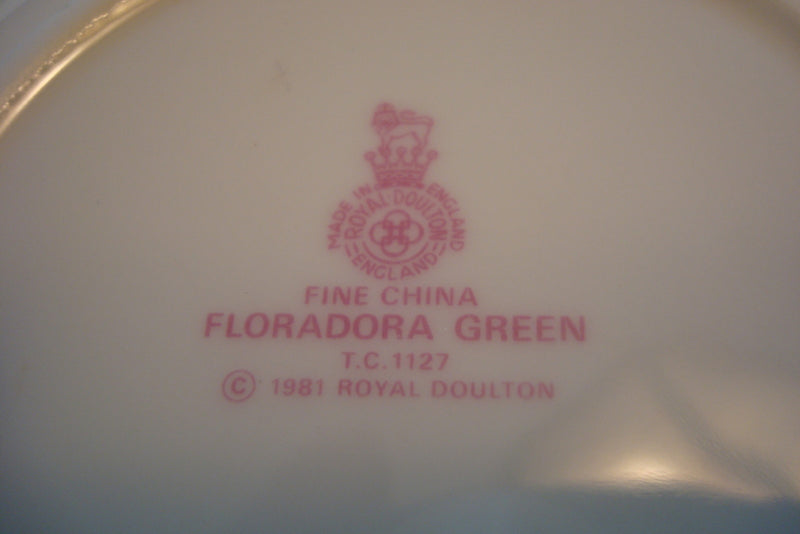 MADE IN ENGLAND
ROYAL DOULTON
ENGLAND
FINE CHINA
FLORADORA GREEN
T.C.1127
© 1981 ROYAL DOULTON